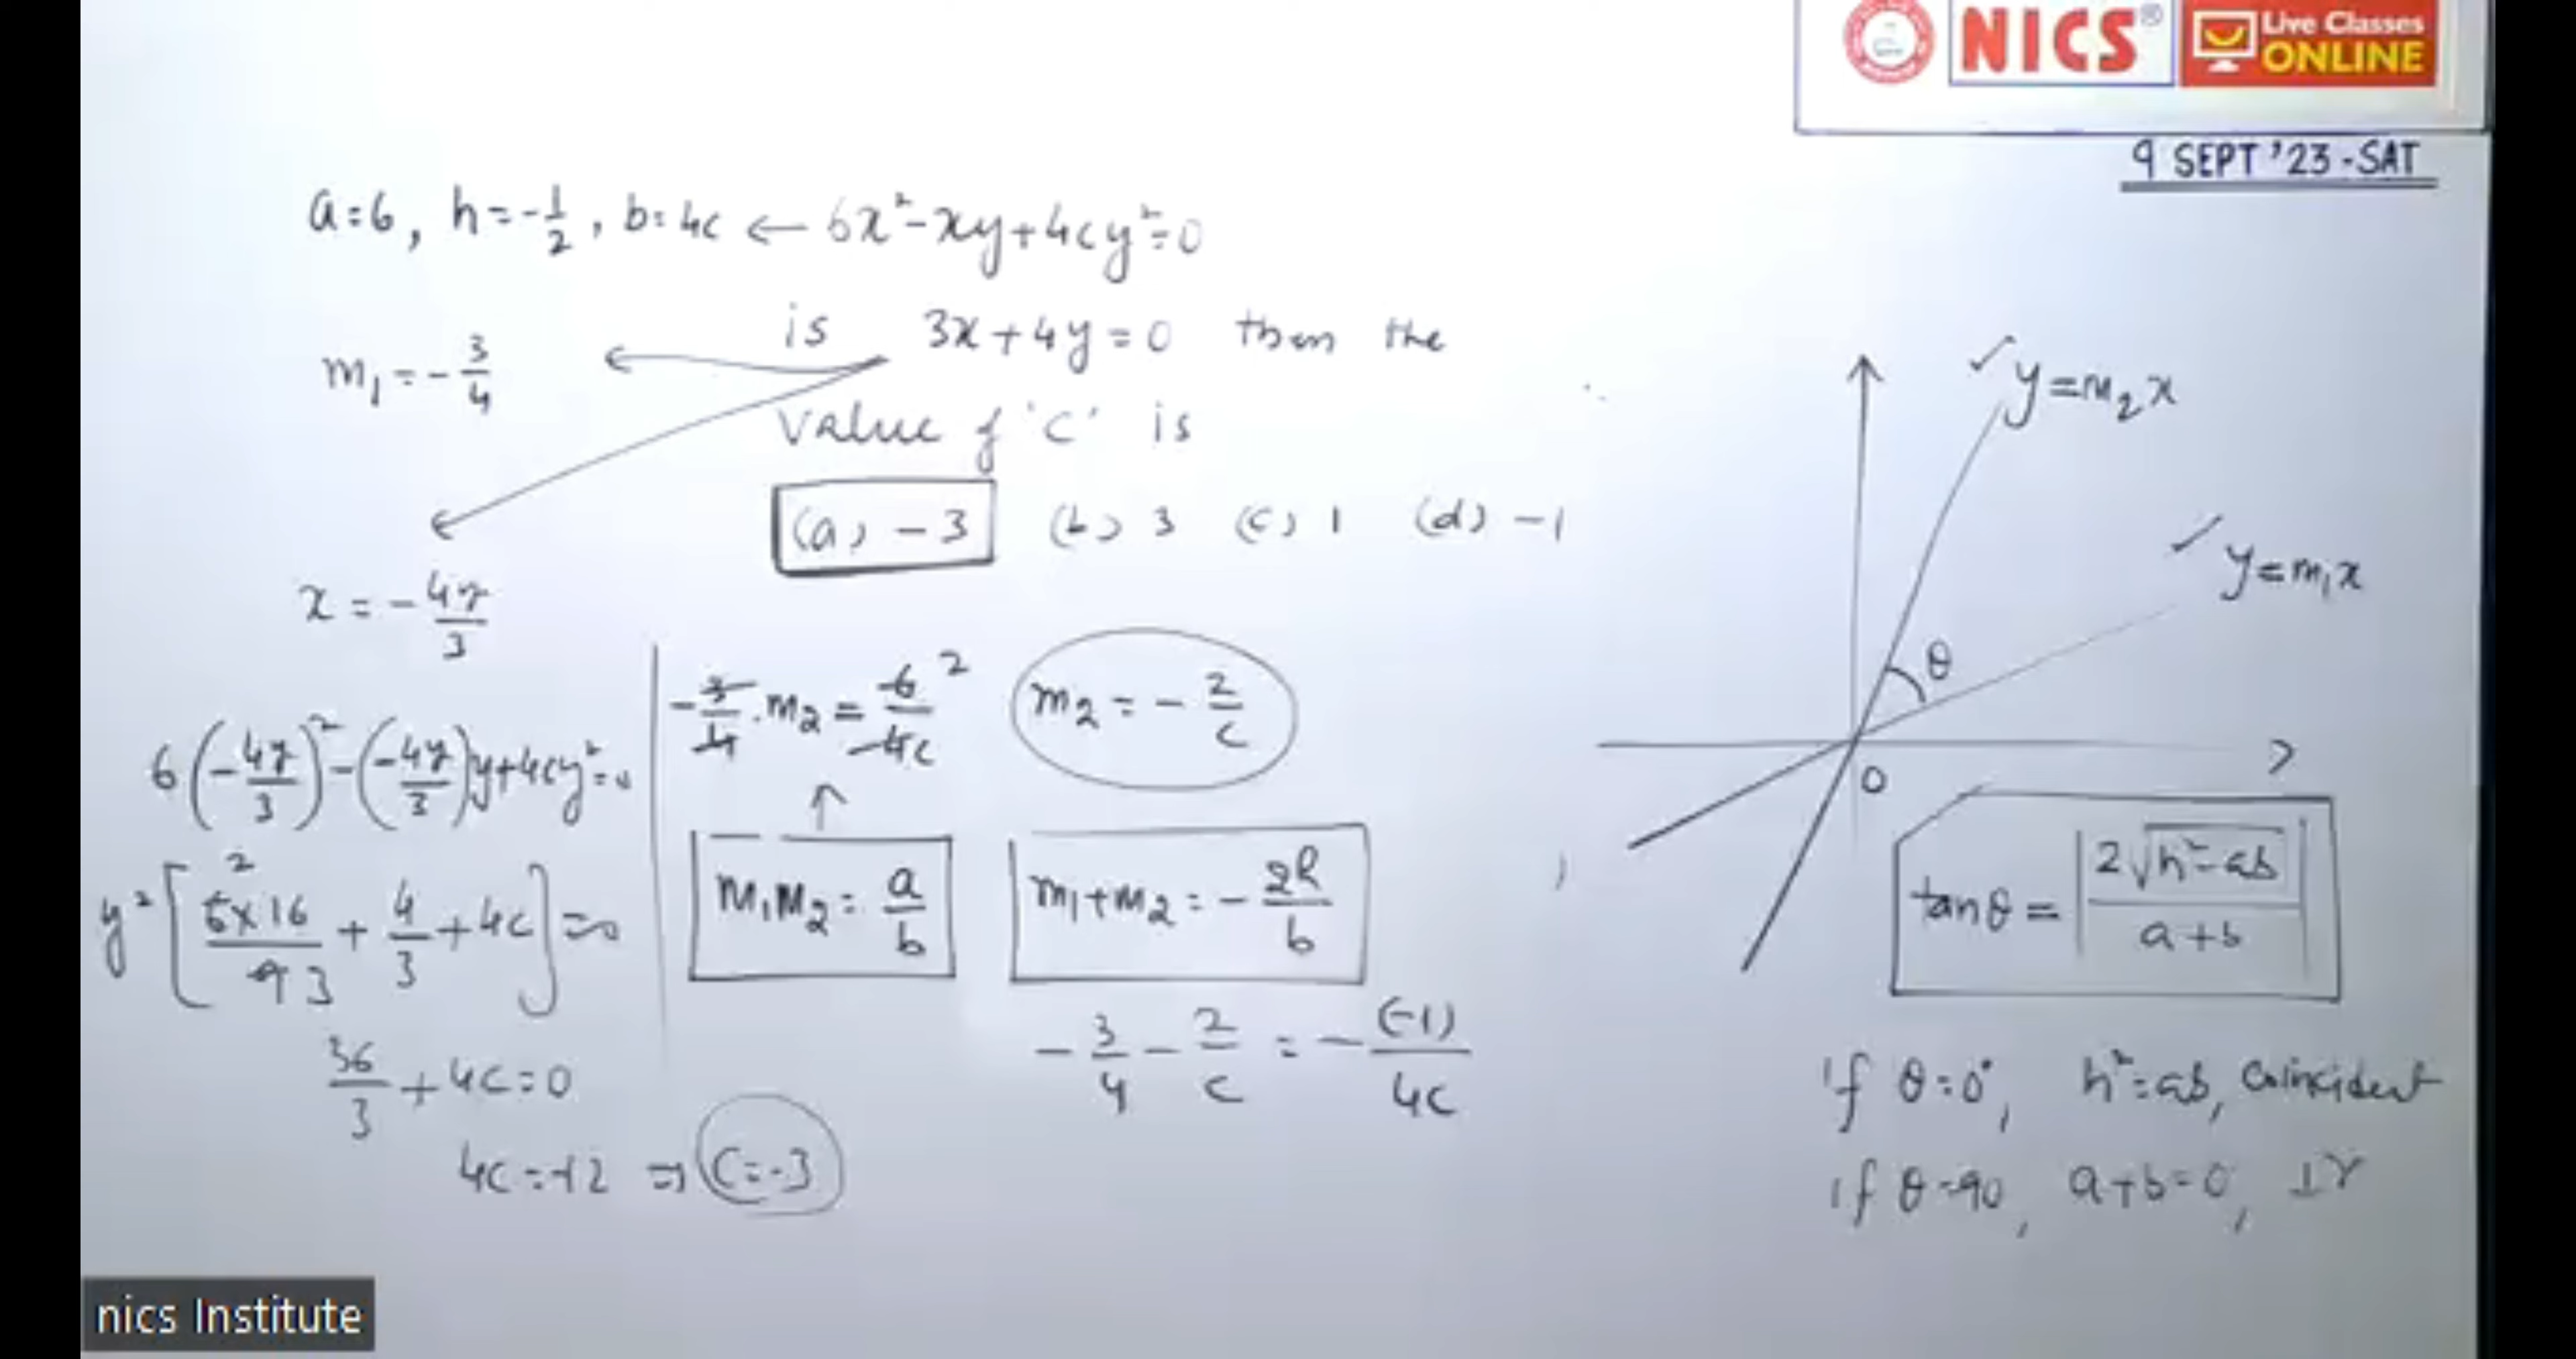 NICS®
Live Classes
ONLINE
9 SEPT '23 - SAT
a=6, h=-1/2, b=4c ← 6x²-xy+4cy²=0
is 3x+4y=0 then the
m₁=-3/4
value of 'c' is
(a) -3 (b) 3 (c) 1 (d) -1
x = -4y/3
6(-4y/3)²-(-4y/3)y+4cy²=0
y²[6x16/9 + 4/3 + 4c]=0
2
3
36/3 + 4c=0
4c=-12 ⇒ c=-3
-3/4 . m₂ = 6/4c
2
m₂ = -2/c
↑
m₁m₂ = a/b
m₁+m₂ = -2h/b
-3/4 - 2/c = -(-1)/4c
✓ y=m₂x
✓ y=m₁x
θ
0
tanθ = |2√h²-ab / a+b|
if θ=0°, h²=ab, coincident
if θ=90, a+b=0, ⊥r
nics Institute